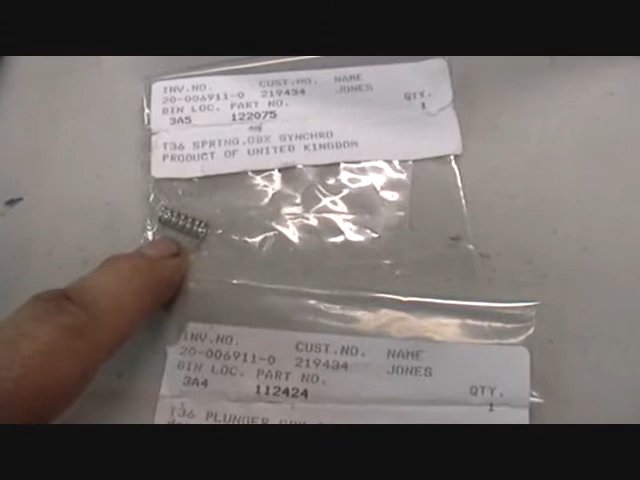 INV.NO. CUST.NO. NAME
20-006911-0 219434 JONES
BIN LOC. PART NO. QTY.
3A5 122075 1
T36 SPRING,GBX SYNCHRO
PRODUCT OF UNITED KINGDOM
INV.NO. CUST.NO. NAME
20-006911-0 219434 JONES
BIN LOC. PART NO. QTY.
3A4 112424 1
T36 PLUNGER